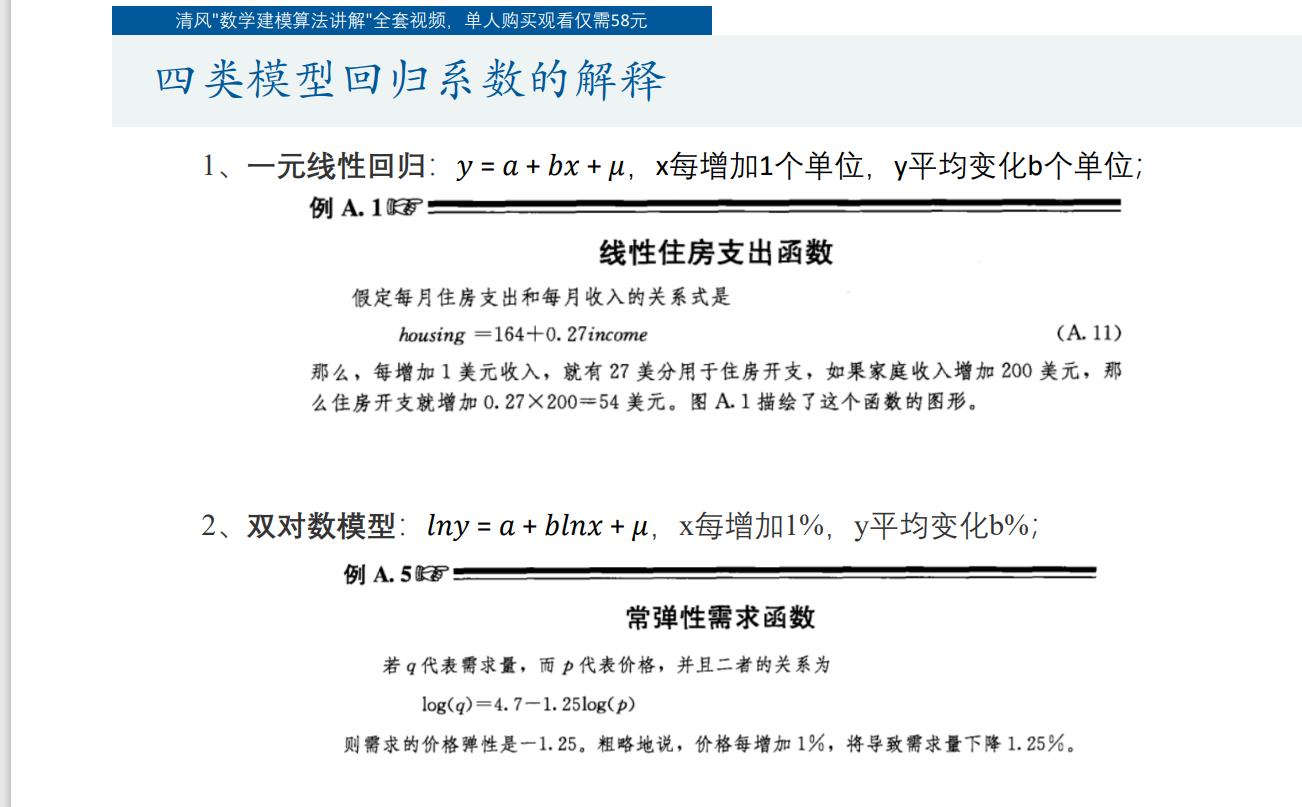 清风"数学建模算法讲解"全套视频，单人购买观看仅需58元
四类模型回归系数的解释
1、一元线性回归：y = a + bx + μ，x每增加1个单位，y平均变化b个单位；
例 A. 1
线性住房支出函数
假定每月住房支出和每月收入的关系式是
housing =164+0. 27income (A. 11)
那么，每增加 1 美元收入，就有 27 美分用于住房开支，如果家庭收入增加 200 美元，那
么住房开支就增加 0. 27×200=54 美元。图 A. 1 描绘了这个函数的图形。
2、双对数模型：lny = a + blnx + μ，x每增加1%，y平均变化b%；
例 A. 5
常弹性需求函数
若 q 代表需求量，而 p 代表价格，并且二者的关系为
log(q)=4. 7−1. 25log(p)
则需求的价格弹性是−1. 25。粗略地说，价格每增加 1%，将导致需求量下降 1. 25%。